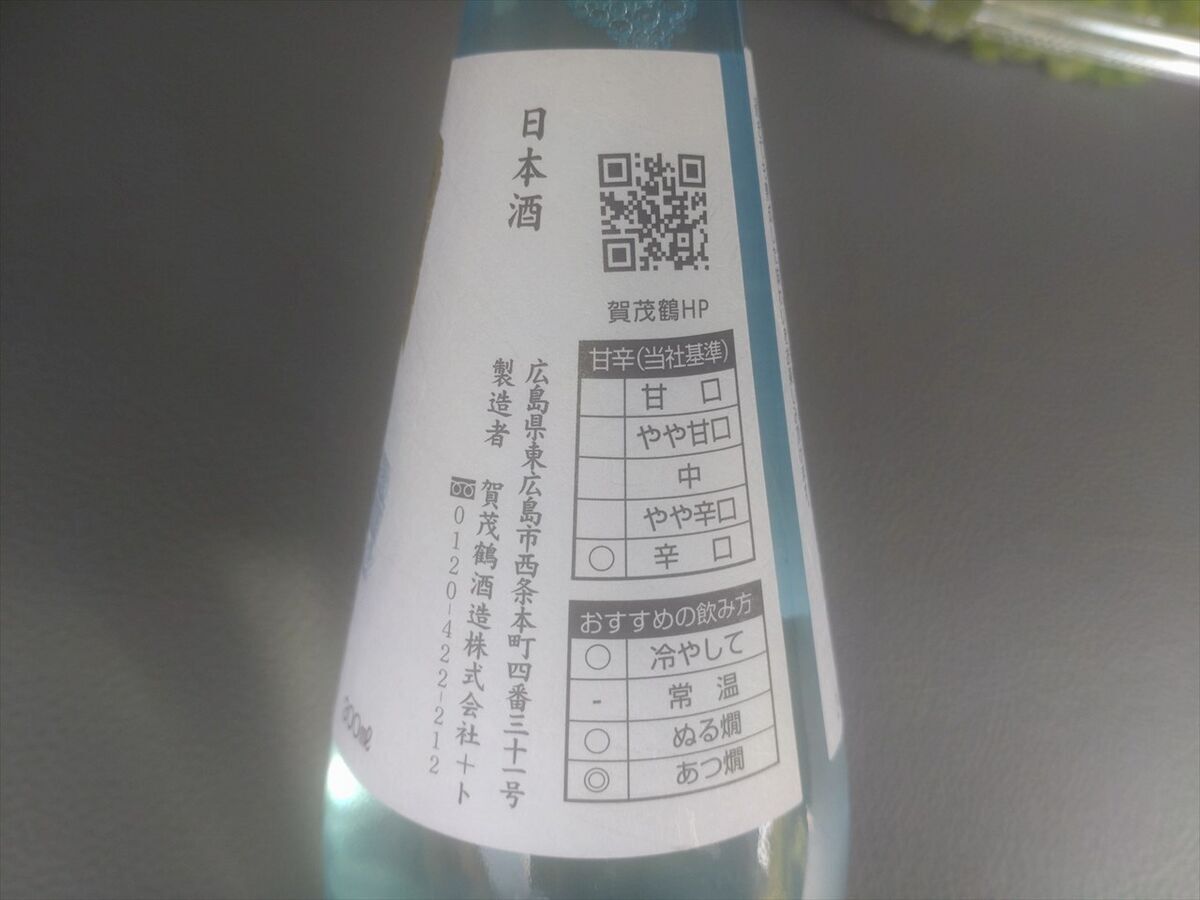 日本酒
賀茂鶴HP
甘辛(当社基準)
甘 口
やや甘口
中
やや辛口
○ 辛 口
おすすめの飲み方
○ 冷やして
- 常 温
○ ぬる燗
◎ あつ燗
広島県東広島市西条本町四番三十一号
製造者 賀茂鶴酒造株式会社 +ト
0120-422-212
300ml